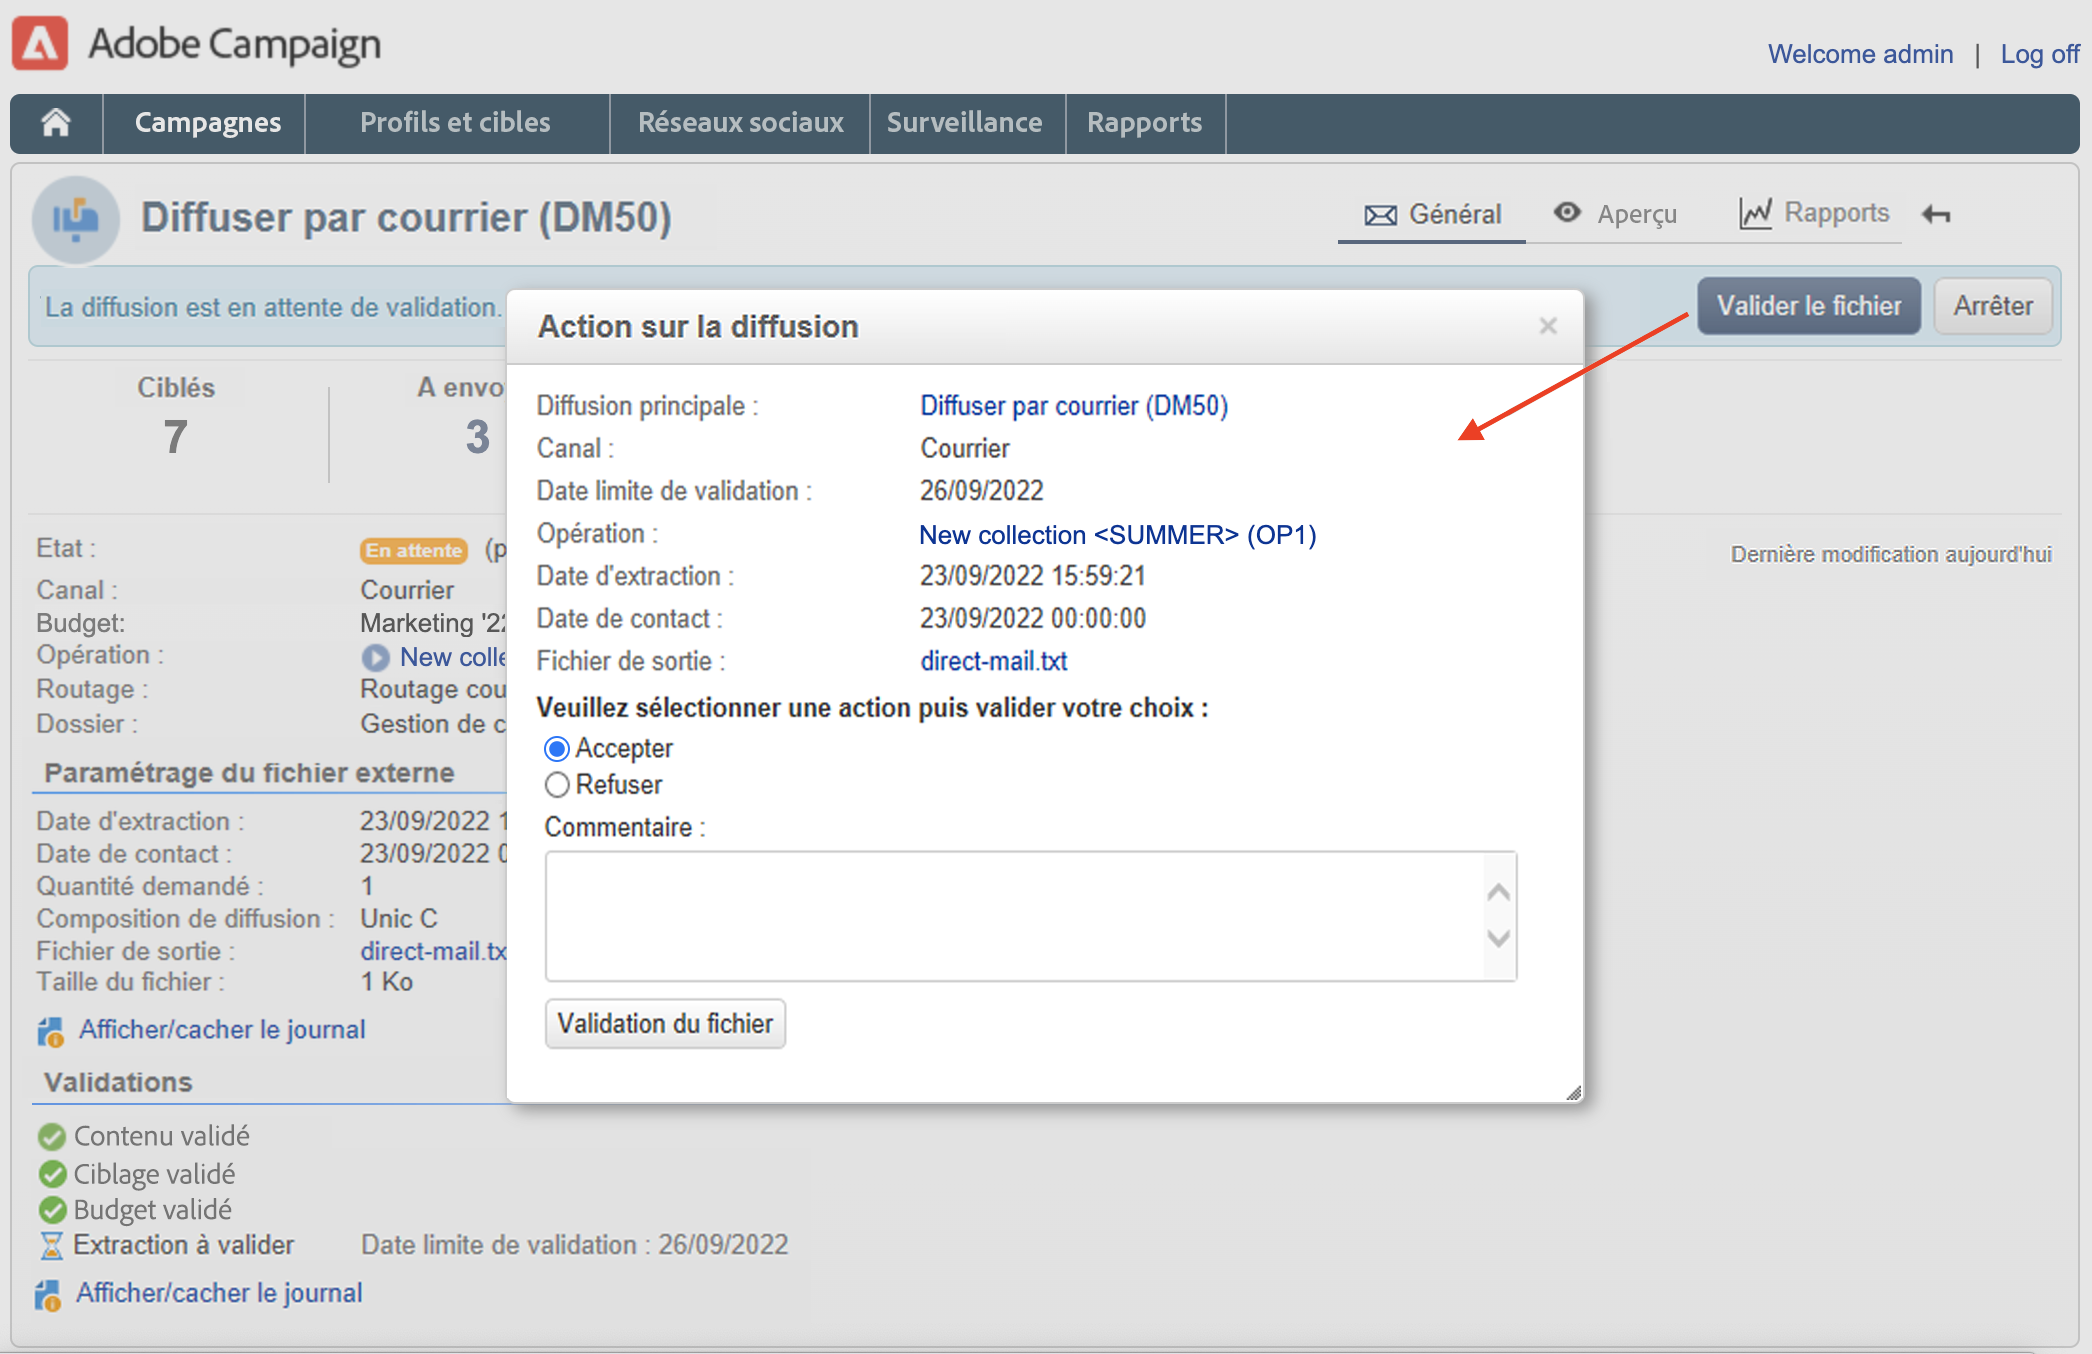 Adobe Campaign
Welcome admin | Log off
Campagnes Profils et cibles Réseaux sociaux Surveillance Rapports
Diffuser par courrier (DM50)
Général Aperçu Rapports
La diffusion est en attente de validation.
Valider le fichier Arrêter
Ciblés
7
A envo
3
Etat : En attente (p
Dernière modification aujourd'hui
Canal : Courrier
Budget: Marketing '22
Opération : New colle
Routage : Routage cou
Dossier : Gestion de c
Paramétrage du fichier externe
Date d'extraction : 23/09/2022 1
Date de contact : 23/09/2022 0
Quantité demandé : 1
Composition de diffusion : Unic C
Fichier de sortie : direct-mail.tx
Taille du fichier : 1 Ko
Afficher/cacher le journal
Validations
Contenu validé
Ciblage validé
Budget validé
Extraction à valider Date limite de validation : 26/09/2022
Afficher/cacher le journal
Action sur la diffusion
Diffusion principale : Diffuser par courrier (DM50)
Canal : Courrier
Date limite de validation : 26/09/2022
Opération : New collection <SUMMER> (OP1)
Date d'extraction : 23/09/2022 15:59:21
Date de contact : 23/09/2022 00:00:00
Fichier de sortie : direct-mail.txt
Veuillez sélectionner une action puis valider votre choix :
Accepter
Refuser
Commentaire :
Validation du fichier